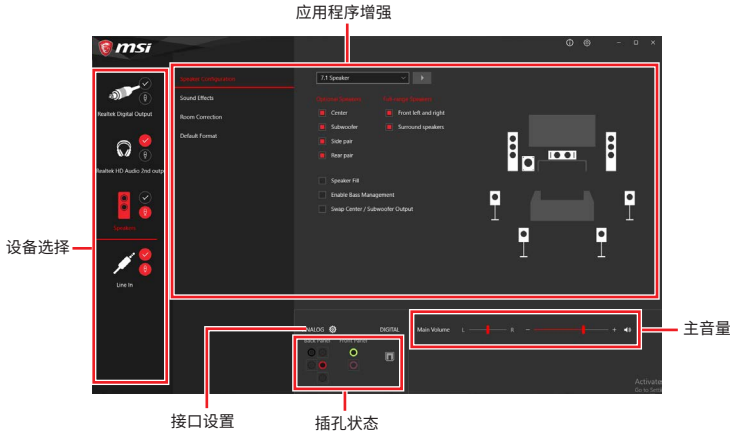 应用程序增强
msi
Realtek Digital Output
Realtek HD Audio 2nd outp
Speakers
Line In
Speaker Configuration
Sound Effects
Room Correction
Default Format
7.1 Speaker
Optional Speakers
Full-range Speakers
Center
Front left and right
Subwoofer
Surround speakers
Side pair
Rear pair
Speaker Fill
Enable Bass Management
Swap Center / Subwoofer Output
设备选择
ANALOG
DIGITAL
Back Panel
Front Panel
Main Volume
L
R
主音量
Activate
Go to Sett
接口设置
插孔状态